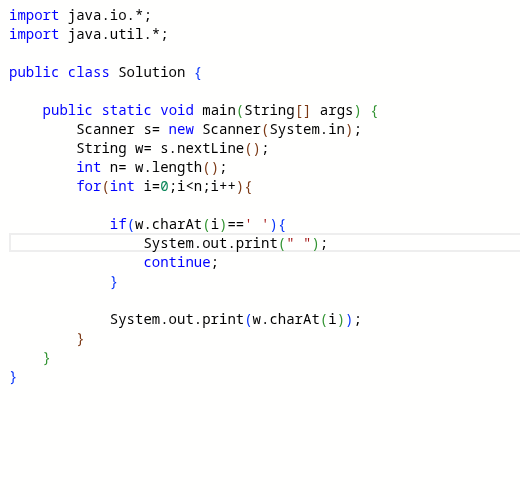 import java.io.*;
import java.util.*;

public class Solution {

    public static void main(String[] args) {
        Scanner s= new Scanner(System.in);
        String w= s.nextLine();
        int n= w.length();
        for(int i=0;i<n;i++){

            if(w.charAt(i)==' '){
                System.out.print(" ");
                continue;
            }

            System.out.print(w.charAt(i));
        }
    }
}